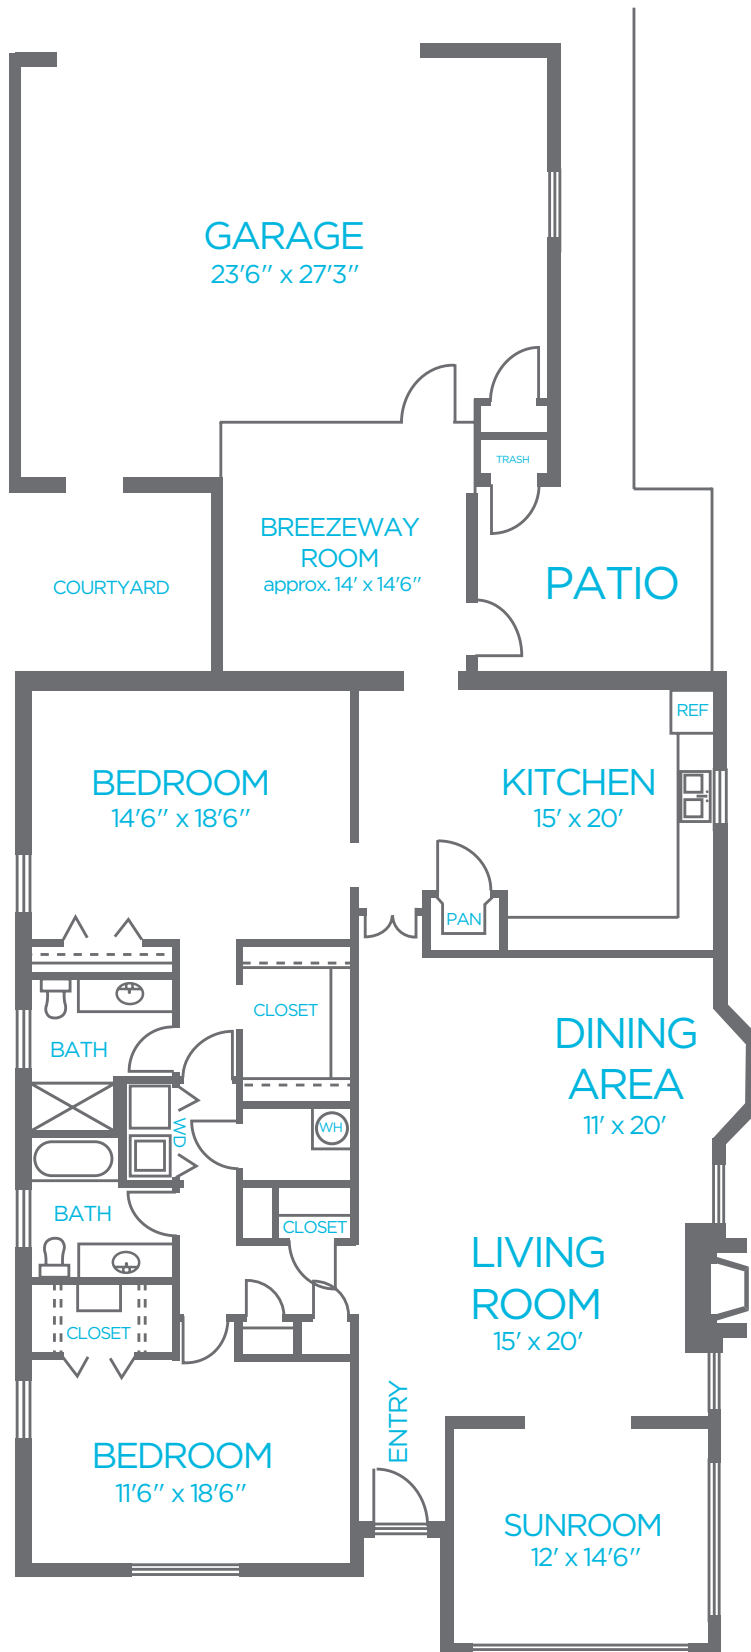 GARAGE
23'6" x 27'3"
TRASH
BREEZEWAY
ROOM
approx. 14' x 14'6"
COURTYARD
PATIO
REF
BEDROOM
14'6" x 18'6"
KITCHEN
15' x 20'
PAN
CLOSET
BATH
DINING
AREA
11' x 20'
WD
WH
BATH
CLOSET
LIVING
ROOM
15' x 20'
CLOSET
ENTRY
BEDROOM
11'6" x 18'6"
SUNROOM
12' x 14'6"